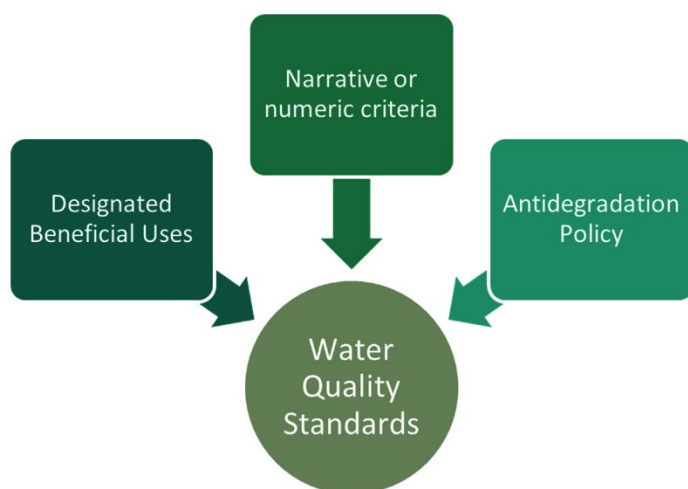 Narrative or
numeric criteria
Designated
Beneficial Uses
Antidegradation
Policy
Water
Quality
Standards